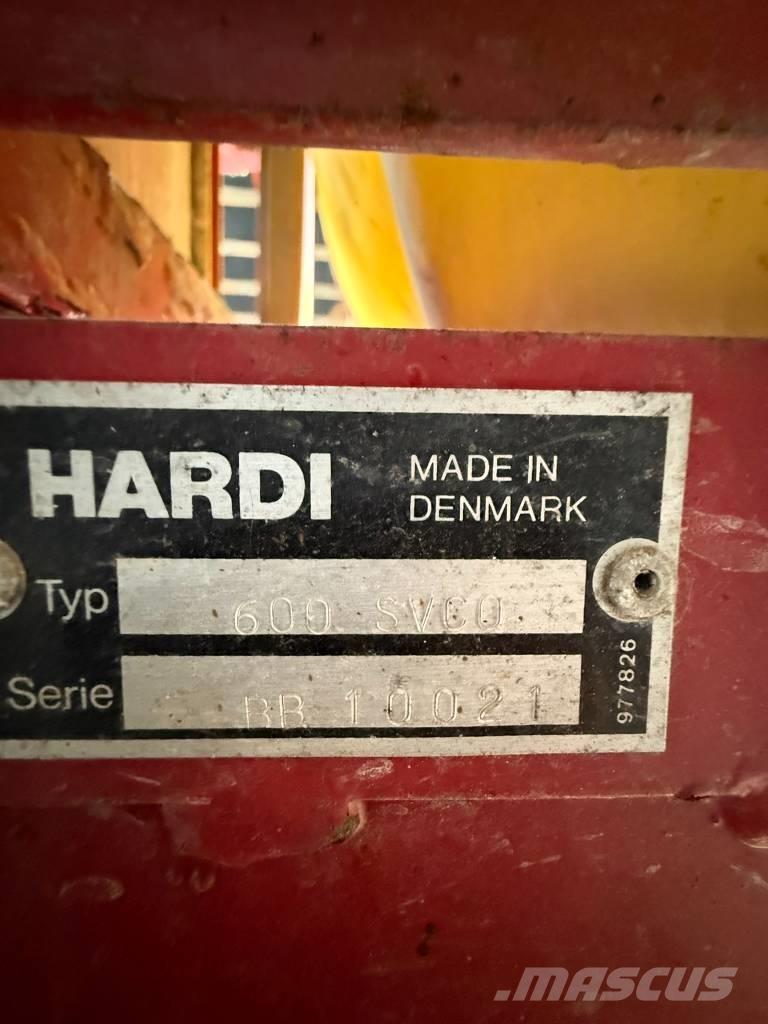 HARDI
MADE IN
DENMARK
Typ 600 SVCO
Serie BB 10021
977826
MASCUS